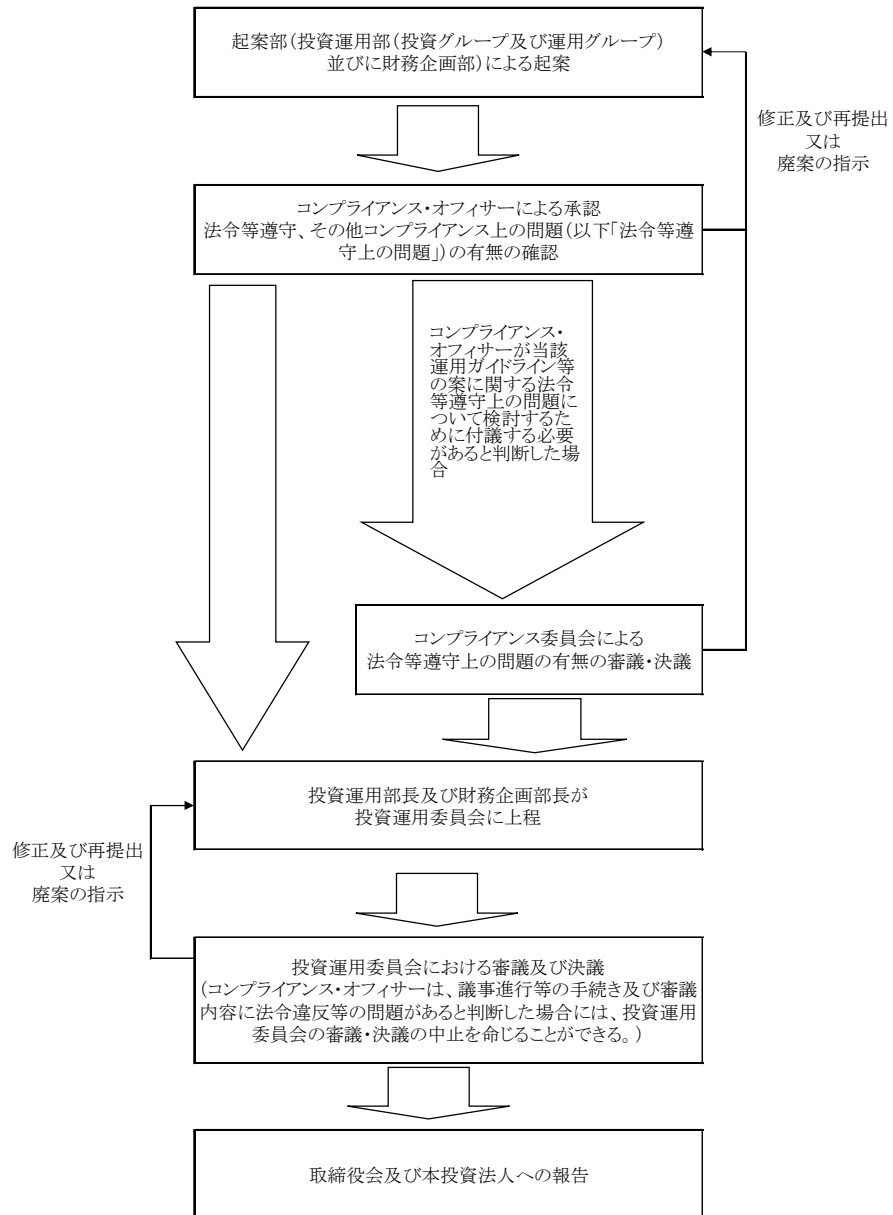 起案部(投資運用部(投資グループ及び運用グループ)
並びに財務企画部)による起案
修正及び再提出
又は
廃案の指示
コンプライアンス・オフィサーによる承認
法令等遵守、その他コンプライアンス上の問題(以下「法令等遵
守上の問題」)の有無の確認
コンプライアンス・
オフィサーが当該
運用ガイドライン等
の案に関する法令
等遵守上の問題に
ついて検討するた
めに付議する必要
があると判断した場
合
コンプライアンス委員会による
法令等遵守上の問題の有無の審議・決議
投資運用部長及び財務企画部長が
投資運用委員会に上程
修正及び再提出
又は
廃案の指示
投資運用委員会における審議及び決議
(コンプライアンス・オフィサーは、議事進行等の手続き及び審議
内容に法令違反等の問題があると判断した場合には、投資運用
委員会の審議・決議の中止を命じることができる。)
取締役会及び本投資法人への報告